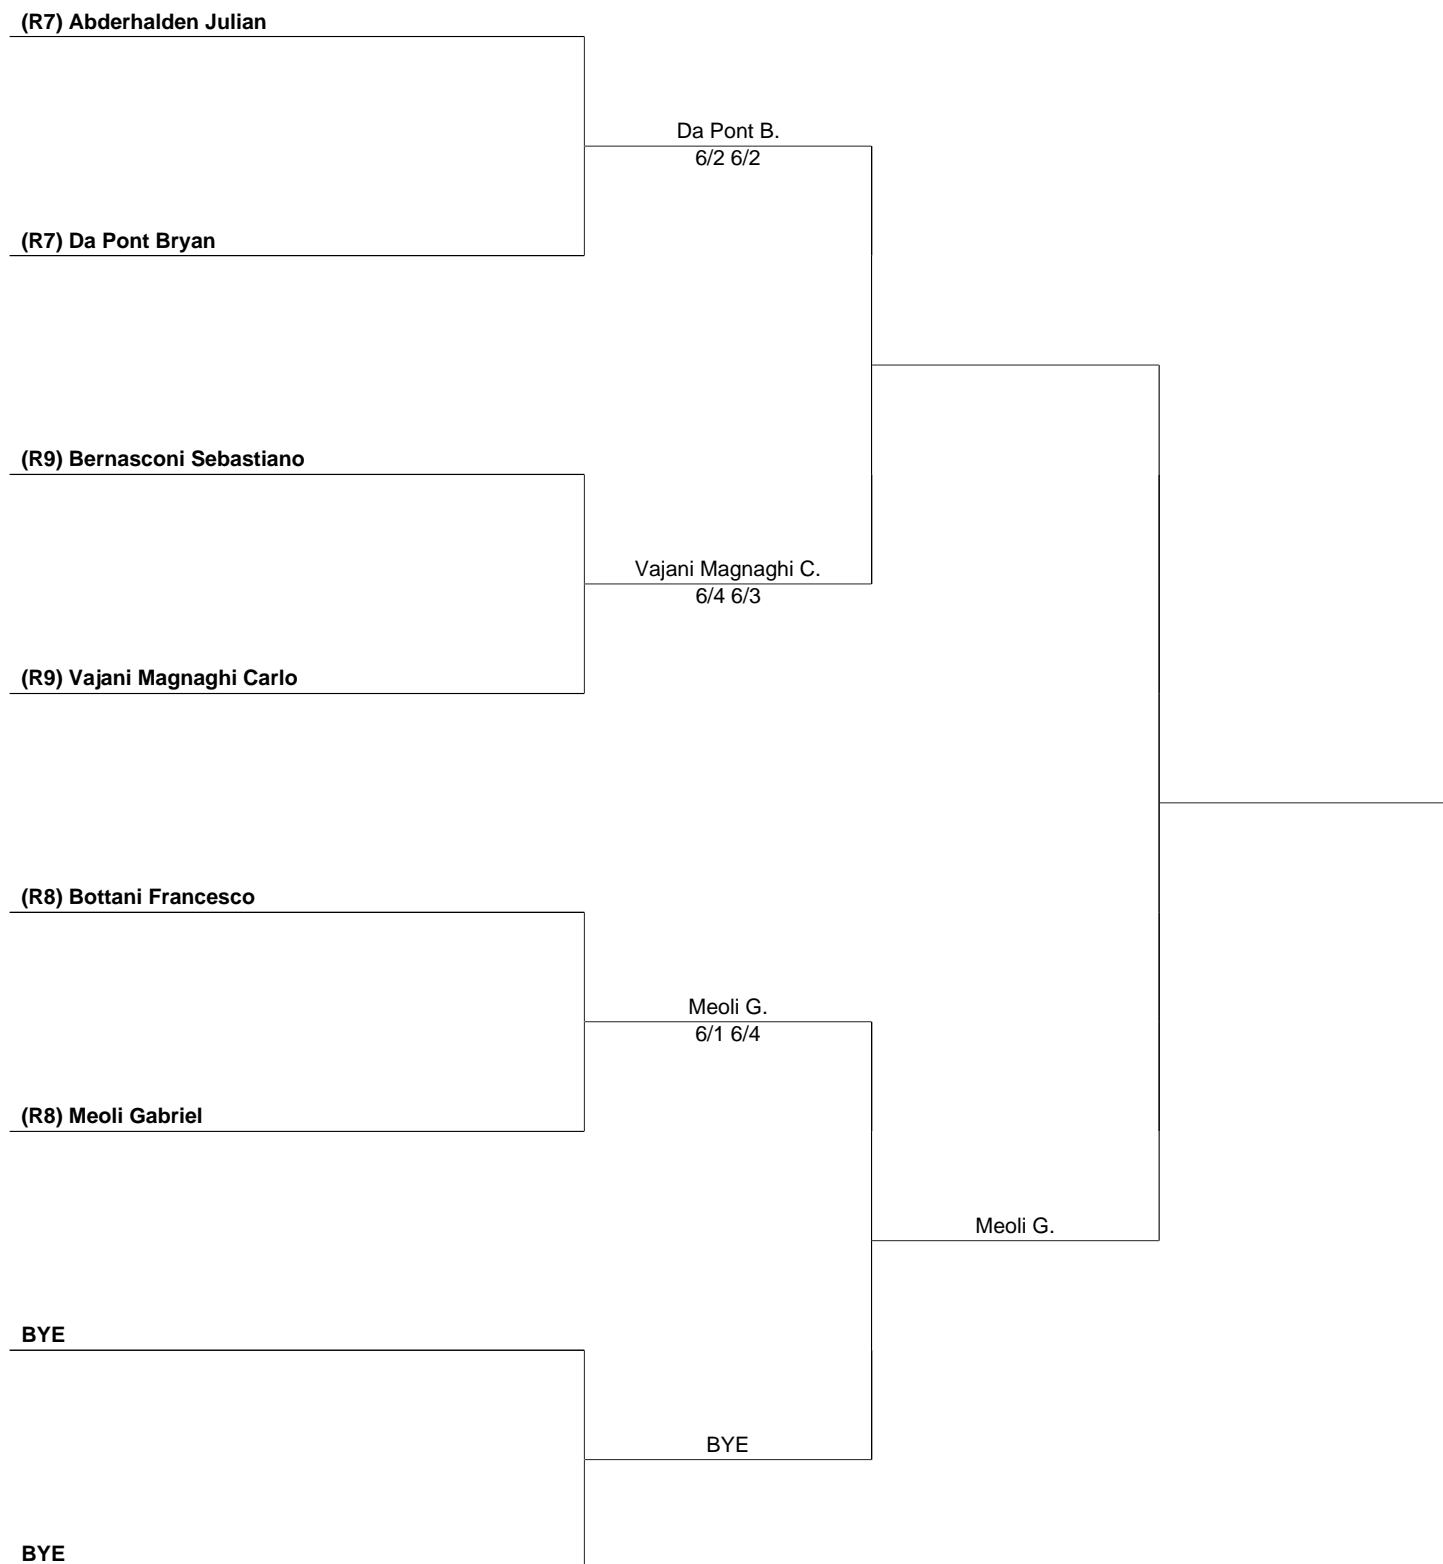 (R7) Abderhalden Julian
Da Pont B.
6/2 6/2
(R7) Da Pont Bryan
(R9) Bernasconi Sebastiano
Vajani Magnaghi C.
6/4 6/3
(R9) Vajani Magnaghi Carlo
(R8) Bottani Francesco
Meoli G.
6/1 6/4
(R8) Meoli Gabriel
Meoli G.
BYE
BYE
BYE